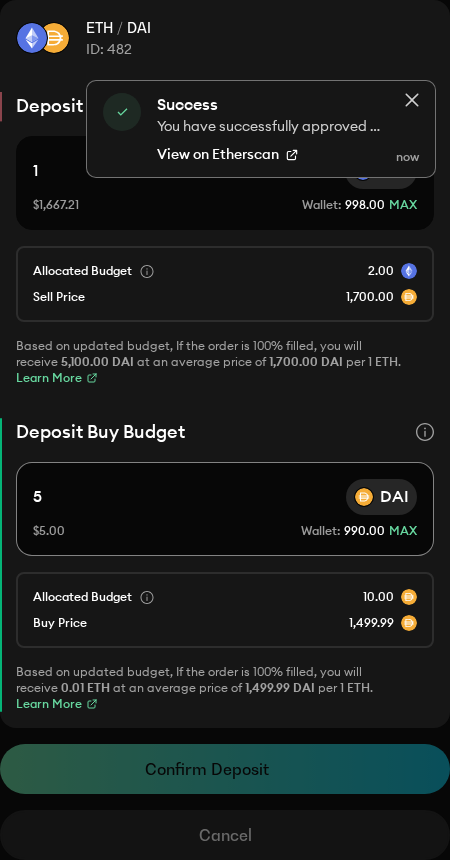 ETH / DAI
ID: 482
Deposit
Success
You have successfully approved ...
View on Etherscan
now
1
$1,667.21
Wallet: 998.00 MAX
Allocated Budget
2.00
Sell Price
1,700.00
Based on updated budget, If the order is 100% filled, you will
receive 5,100.00 DAI at an average price of 1,700.00 DAI per 1 ETH.
Learn More
Deposit Buy Budget
5
DAI
$5.00
Wallet: 990.00 MAX
Allocated Budget
10.00
Buy Price
1,499.99
Based on updated budget, If the order is 100% filled, you will
receive 0.01 ETH at an average price of 1,499.99 DAI per 1 ETH.
Learn More
Confirm Deposit
Cancel